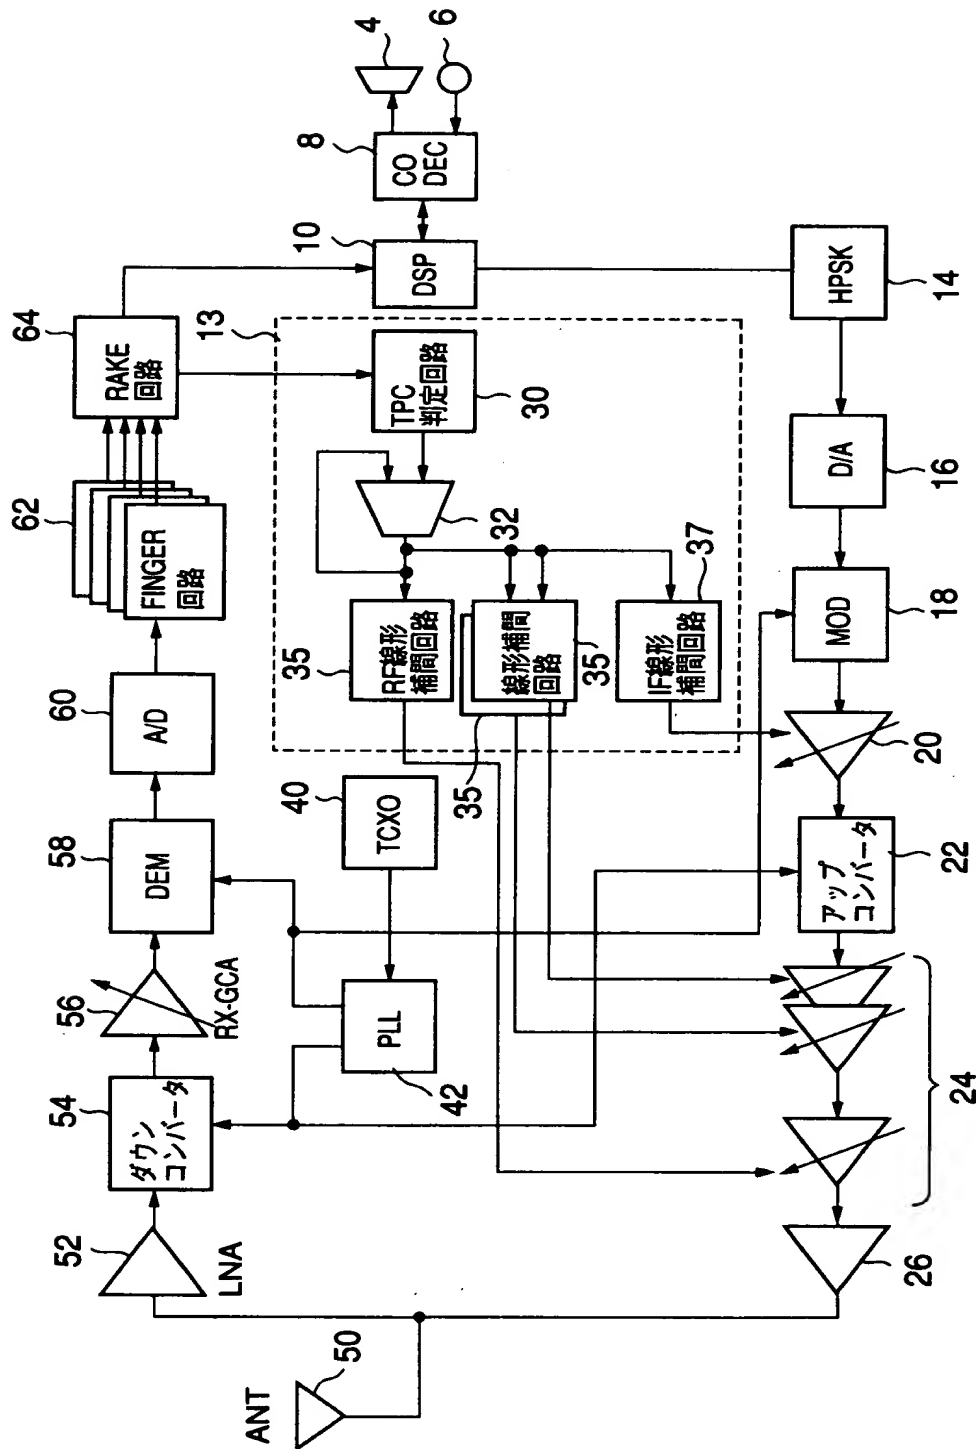 ANT
50
52
LNA
54
ダウン
コンバータ
56
RX-GCA
58
DEM
60
A/D
62
FINGER
回路
64
RAKE
回路
10
DSP
8
CO
DEC
4
6
13
TPC
判定回路
30
32
35
RF線形
補間回路
線形補間
回路
35
35
IF線形
補間回路
37
40
TCXO
PLL
42
HPSK
14
D/A
16
MOD
18
20
アップ
コンバータ
22
24
26